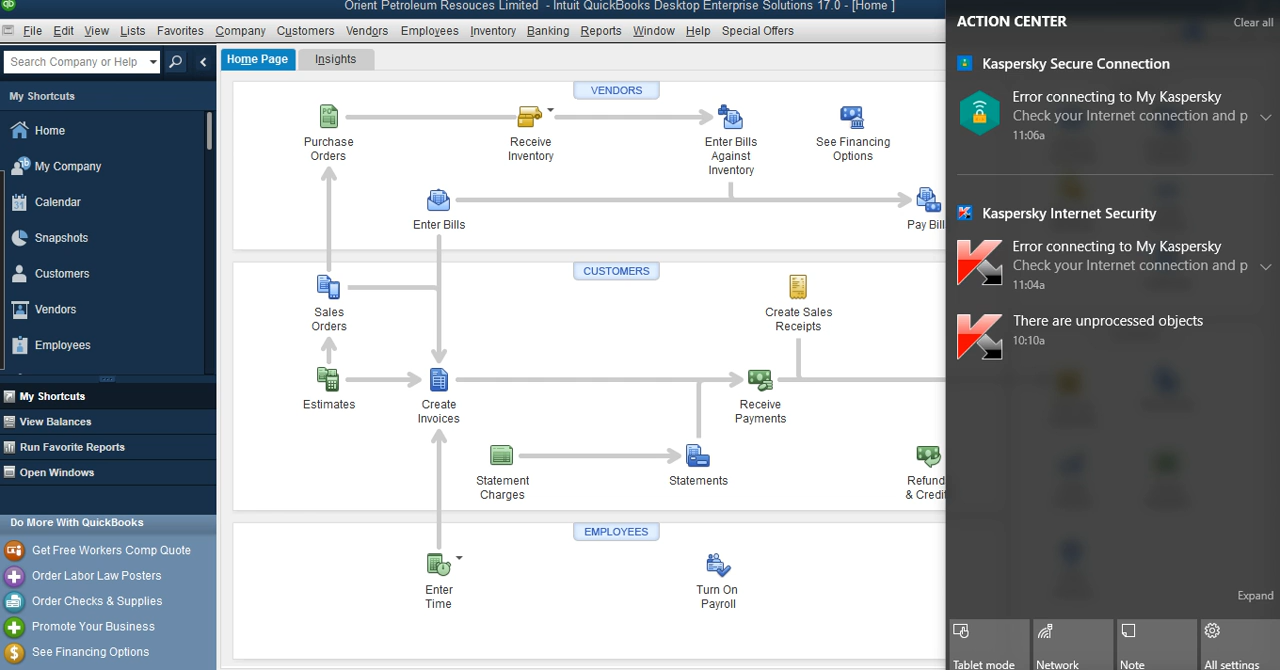 Orient Petroleum Resouces Limited - Intuit QuickBooks Desktop Enterprise Solutions 17.0 - [Home ]
File Edit View Lists Favorites Company Customers Vendors Employees Inventory Banking Reports Window Help Special Offers
Search Company or Help
My Shortcuts
Home
My Company
Calendar
Snapshots
Customers
Vendors
Employees
My Shortcuts
View Balances
Run Favorite Reports
Open Windows
Do More With QuickBooks
Get Free Workers Comp Quote
Order Labor Law Posters
Order Checks & Supplies
Promote Your Business
See Financing Options
Home Page Insights
VENDORS
Purchase
Orders
Receive
Inventory
Enter Bills
Against
Inventory
See Financing
Options
Enter Bills
Pay Bill
CUSTOMERS
Sales
Orders
Create Sales
Receipts
Estimates
Create
Invoices
Receive
Payments
Statement
Charges
Statements
Refund
& Credit
EMPLOYEES
Enter
Time
Turn On
Payroll
ACTION CENTER
Clear all
Kaspersky Secure Connection
Error connecting to My Kaspersky
Check your Internet connection and p
11:06a
Kaspersky Internet Security
Error connecting to My Kaspersky
Check your Internet connection and p
11:04a
There are unprocessed objects
10:10a
Expand
Tablet mode Network Note All settings